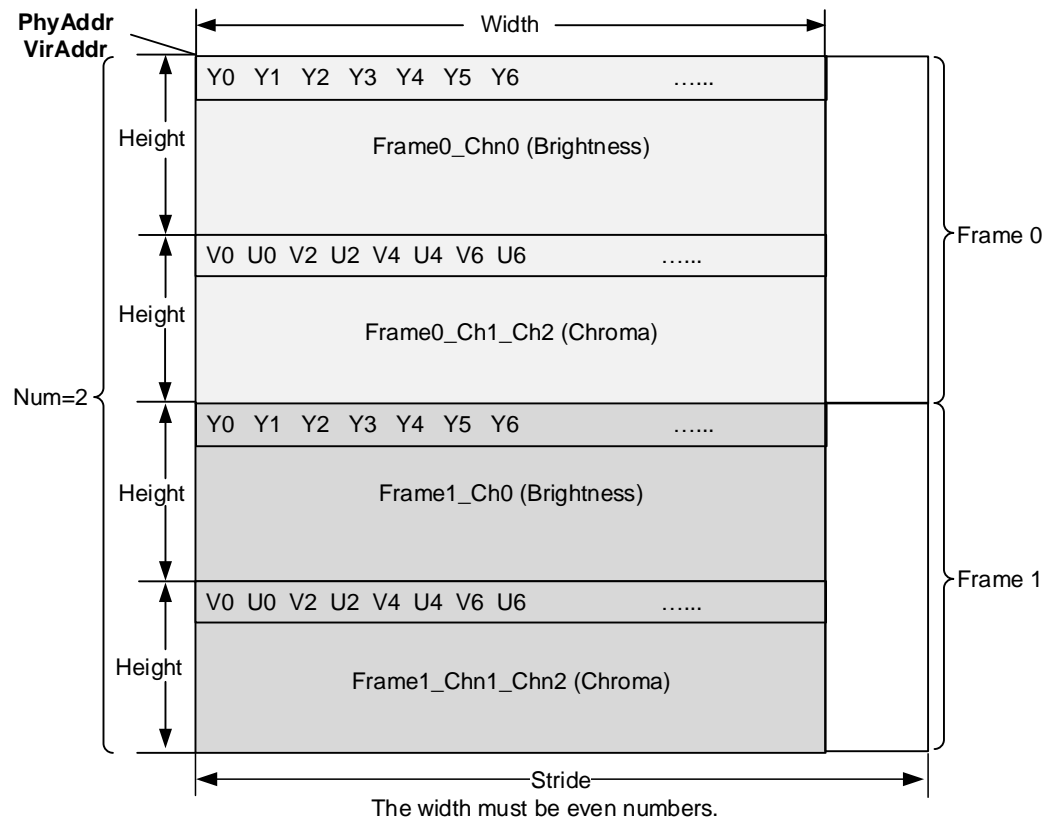 PhyAddr
VirAddr
Width
Y0 Y1 Y2 Y3 Y4 Y5 Y6 …...
Height
Frame0_Chn0 (Brightness)
Frame 0
V0 U0 V2 U2 V4 U4 V6 U6 …...
Height
Frame0_Ch1_Ch2 (Chroma)
Num=2
Y0 Y1 Y2 Y3 Y4 Y5 Y6 …...
Height
Frame1_Ch0 (Brightness)
Frame 1
V0 U0 V2 U2 V4 U4 V6 U6 …...
Height
Frame1_Chn1_Chn2 (Chroma)
Stride
The width must be even numbers.